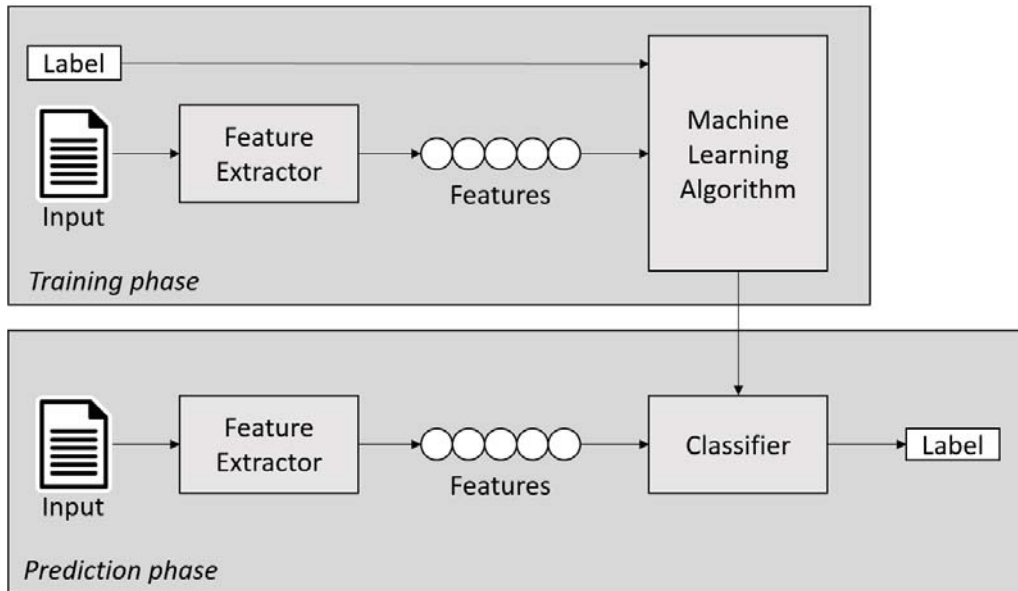 Label
Input
Feature
Extractor
Features
Machine
Learning
Algorithm
Training phase
Input
Feature
Extractor
Features
Classifier
Label
Prediction phase